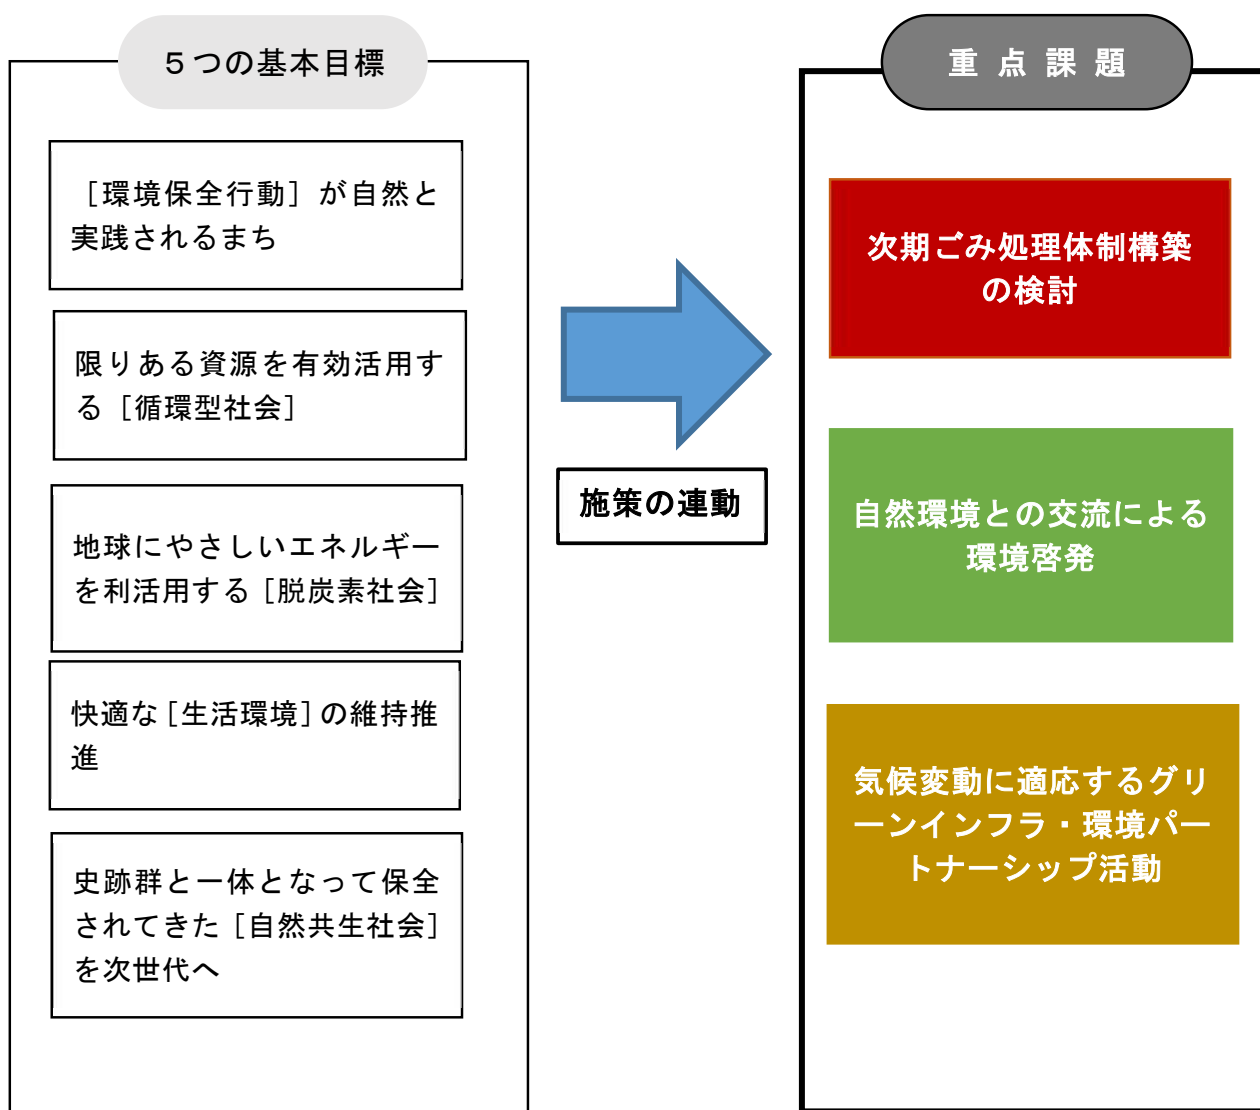 ５つの基本目標
［環境保全行動］が自然と
実践されるまち
限りある資源を有効活用す
る［循環型社会］
地球にやさしいエネルギー
を利活用する［脱炭素社会］
快適な［生活環境］の維持推
進
史跡群と一体となって保全
されてきた［自然共生社会］
を次世代へ
施策の連動
重 点 課 題
次期ごみ処理体制構築
の検討
自然環境との交流による
環境啓発
気候変動に適応するグリ
ーンインフラ・環境パー
トナーシップ活動